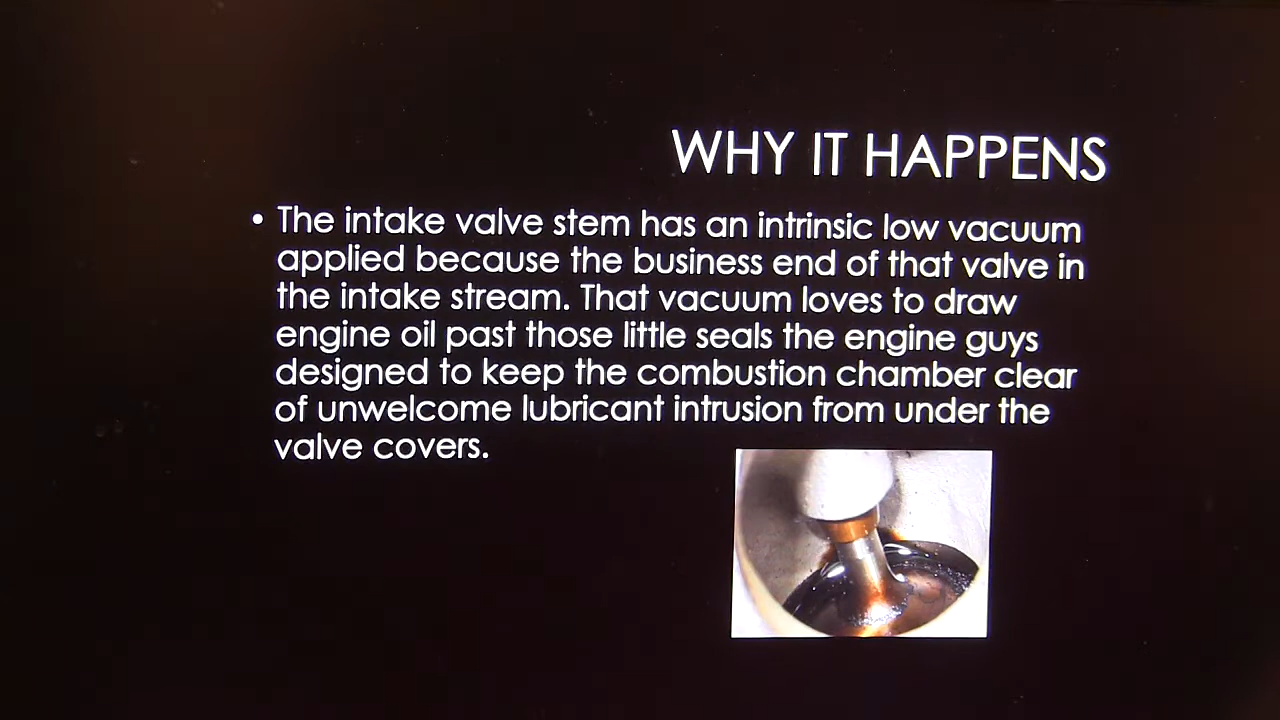 WHY IT HAPPENS
• The intake valve stem has an intrinsic low vacuum
applied because the business end of that valve in
the intake stream. That vacuum loves to draw
engine oil past those little seals the engine guys
designed to keep the combustion chamber clear
of unwelcome lubricant intrusion from under the
valve covers.